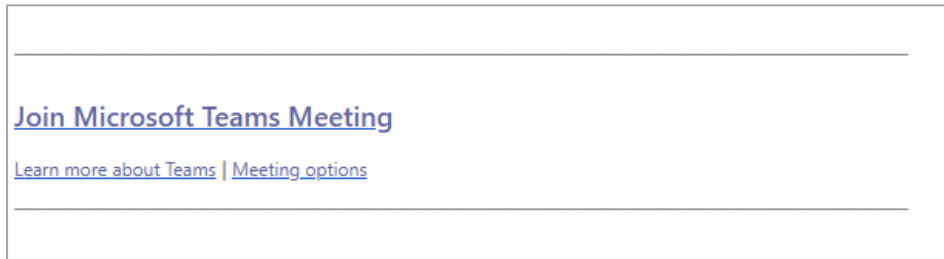 Join Microsoft Teams Meeting
Learn more about Teams | Meeting options